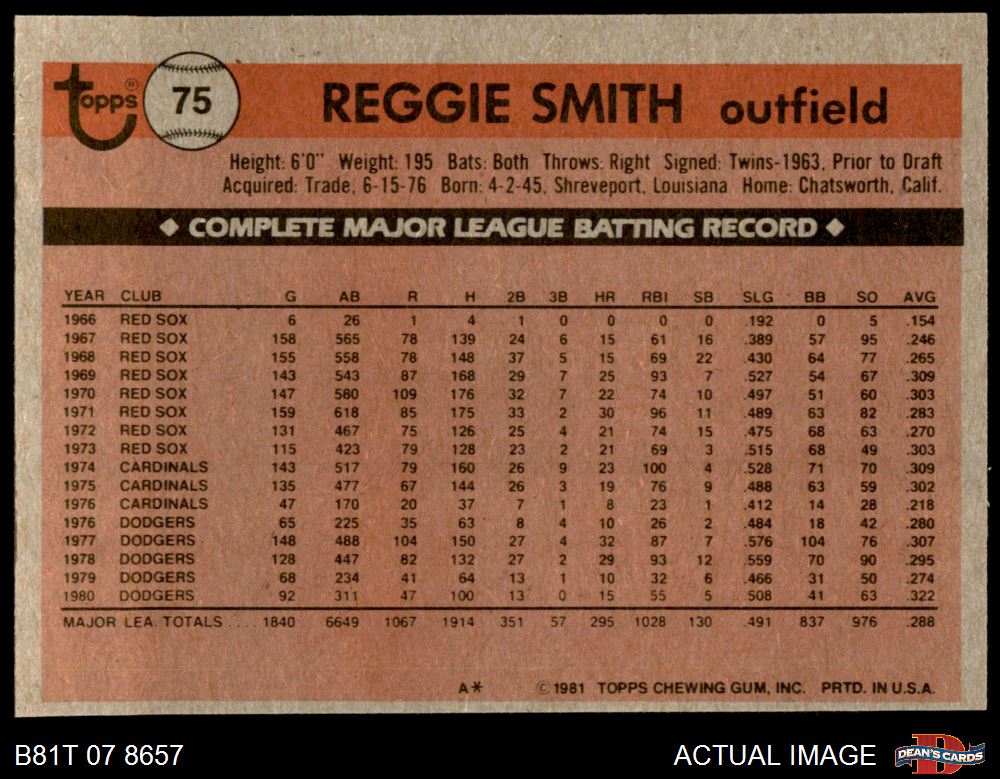 Topps® 75 REGGIE SMITH outfield
Height: 6'0" Weight: 195 Bats: Both Throws: Right Signed: Twins-1963, Prior to Draft
Acquired: Trade, 6-15-76 Born: 4-2-45, Shreveport, Louisiana Home: Chatsworth, Calif.
◆ COMPLETE MAJOR LEAGUE BATTING RECORD ◆
YEAR CLUB G AB R H 2B 3B HR RBI SB SLG BB SO AVG
1966 RED SOX 6 26 1 4 1 0 0 0 0 .192 0 5 .154
1967 RED SOX 158 565 78 139 24 6 15 61 16 .389 57 95 .246
1968 RED SOX 155 558 78 148 37 5 15 69 22 .430 64 77 .265
1969 RED SOX 143 543 87 168 29 7 25 93 7 .527 54 67 .309
1970 RED SOX 147 580 109 176 32 7 22 74 10 .497 51 60 .303
1971 RED SOX 159 618 85 175 33 2 30 96 11 .489 63 82 .283
1972 RED SOX 131 467 75 126 25 4 21 74 15 .475 68 63 .270
1973 RED SOX 115 423 79 128 23 2 21 69 3 .515 68 49 .303
1974 CARDINALS 143 517 79 160 26 9 23 100 4 .528 71 70 .309
1975 CARDINALS 135 477 67 144 26 3 19 76 9 .488 63 59 .302
1976 CARDINALS 47 170 20 37 7 1 8 23 1 .412 14 28 .218
1976 DODGERS 65 225 35 63 8 4 10 26 2 .484 18 42 .280
1977 DODGERS 148 488 104 150 27 4 32 87 7 .576 104 76 .307
1978 DODGERS 128 447 82 132 27 2 29 93 12 .559 70 90 .295
1979 DODGERS 68 234 41 64 13 1 10 32 6 .466 31 50 .274
1980 DODGERS 92 311 47 100 13 0 15 55 5 .508 41 63 .322
MAJOR LEA. TOTALS .... 1840 6649 1067 1914 351 57 295 1028 130 .491 837 976 .288
A* ©1981 TOPPS CHEWING GUM, INC. PRTD. IN U.S.A.
B81T 07 8657 ACTUAL IMAGE D DEAN'S CARDS